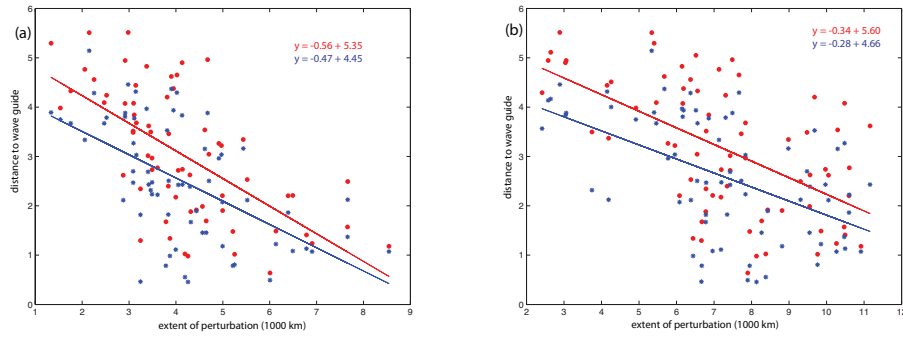 (a)
y = -0.56 + 5.35
y = -0.47 + 4.45
distance to wave guide
6
5
4
3
2
1
0
1 2 3 4 5 6 7 8 9
extent of perturbation (1000 km)
(b)
y = -0.34 + 5.60
y = -0.28 + 4.66
distance to wave guide
6
5
4
3
2
1
0
2 3 4 5 6 7 8 9 10 11 12
extent of perturbation (1000 km)